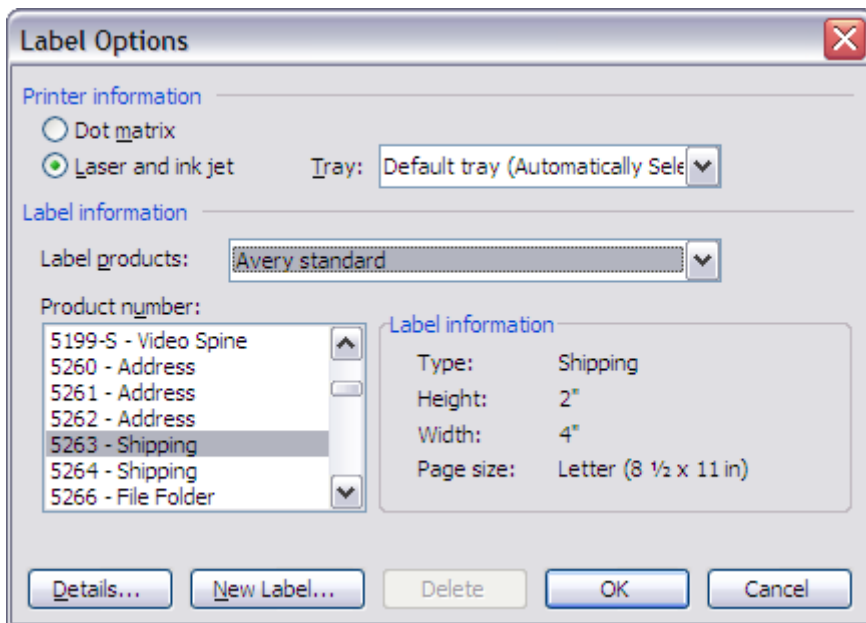 Label Options
Printer information
Dot matrix
Laser and ink jet Tray: Default tray (Automatically Sele
Label information
Label products: Avery standard
Product number:
5199-S - Video Spine
5260 - Address
5261 - Address
5262 - Address
5263 - Shipping
5264 - Shipping
5266 - File Folder
Label information
Type: Shipping
Height: 2"
Width: 4"
Page size: Letter (8 ½ x 11 in)
Details... New Label... Delete OK Cancel